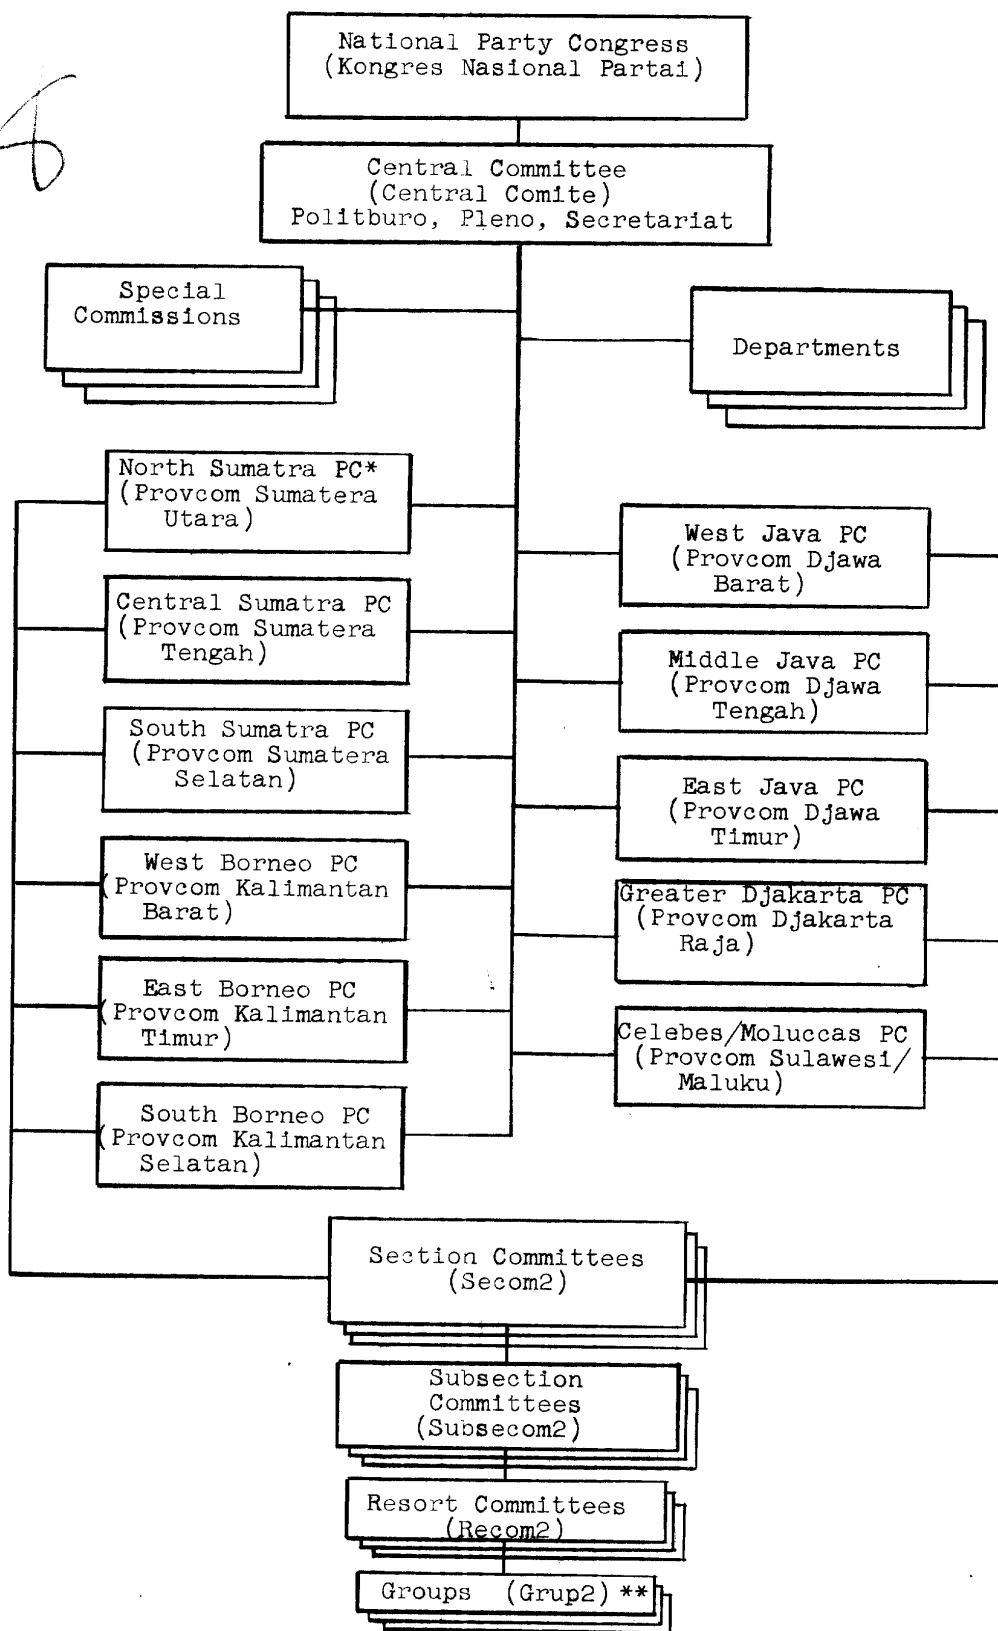 National Party Congress
(Kongres Nasional Partai)
Central Committee
(Central Comite)
Politburo, Pleno, Secretariat
Special
Commissions
Departments
North Sumatra PC*
(Provcom Sumatera
Utara)
Central Sumatra PC
(Provcom Sumatera
Tengah)
South Sumatra PC
(Provcom Sumatera
Selatan)
West Borneo PC
(Provcom Kalimantan
Barat)
East Borneo PC
(Provcom Kalimantan
Timur)
South Borneo PC
(Provcom Kalimantan
Selatan)
West Java PC
(Provcom Djawa
Barat)
Middle Java PC
(Provcom Djawa
Tengah)
East Java PC
(Provcom Djawa
Timur)
Greater Djakarta PC
(Provcom Djakarta
Raja)
Celebes/Moluccas PC
(Provcom Sulawesi/
Maluku)
Section Committees
(Secom2)
Subsection
Committees
(Subsecom2)
Resort Committees
(Recom2)
Groups (Grup2) **